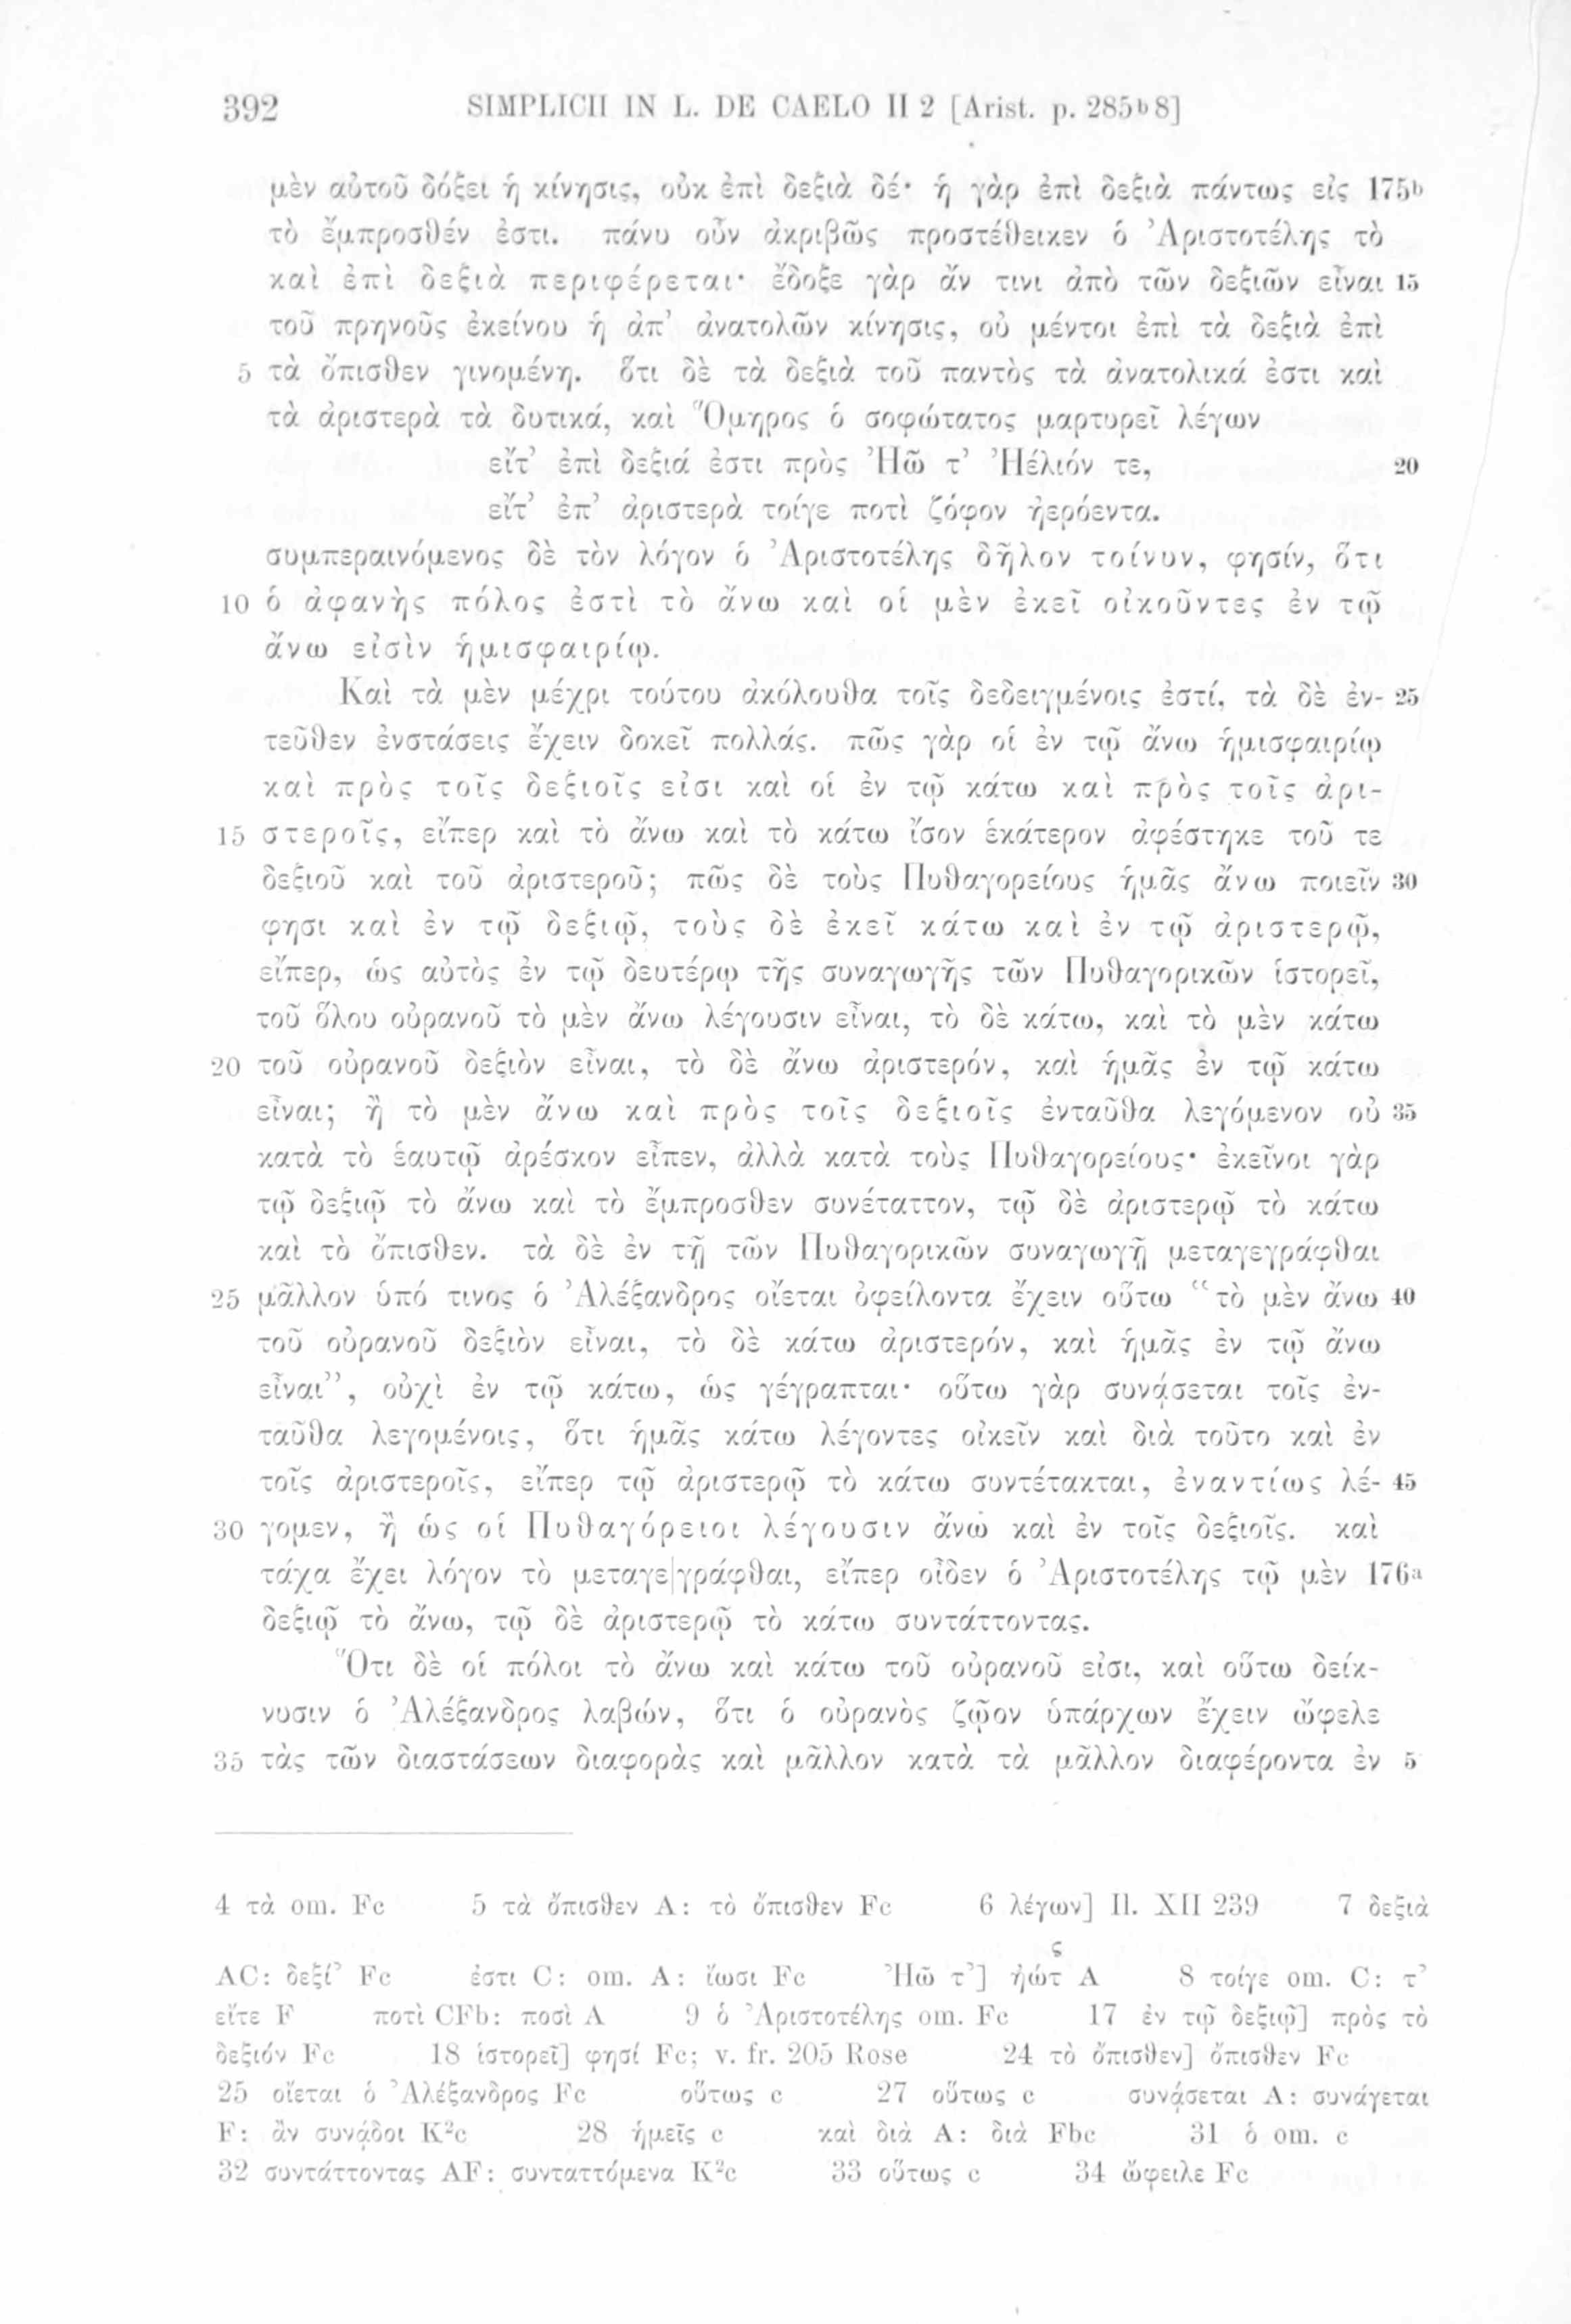 392 SIMPLICII IN L. DE CAELO II 2 [Arist. p. 285ᵇ8]
μὲν αὐτοῦ δόξει ἡ κίνησις, οὐκ ἐπὶ δεξιὰ δέ· ἡ γὰρ ἐπὶ δεξιὰ πάντως εἰς 175ᵇ
τὸ ἔμπροσθέν ἐστι. πάνυ οὖν ἀκριβῶς προστέθεικεν ὁ Ἀριστοτέλης τὸ
καὶ ἐπὶ δεξιὰ περιφέρεται· ἔδοξε γὰρ ἄν τινι ἀπὸ τῶν δεξιῶν εἶναι 15
τοῦ πρηνοῦς ἐκείνου ἡ ἀπ’ ἀνατολῶν κίνησις, οὐ μέντοι ἐπὶ τὰ δεξιὰ ἐπὶ
5 τὰ ὄπισθεν γινομένη. ὅτι δὲ τὰ δεξιὰ τοῦ παντὸς τὰ ἀνατολικά ἐστι καὶ
τὰ ἀριστερὰ τὰ δυτικά, καὶ Ὅμηρος ὁ σοφώτατος μαρτυρεῖ λέγων
εἴτ’ ἐπὶ δεξιά ἐστι πρὸς Ἠῶ τ’ Ἠέλιόν τε, 20
εἴτ’ ἐπ’ ἀριστερὰ τοίγε ποτὶ ζόφον ἠερόεντα.
συμπεραινόμενος δὲ τὸν λόγον ὁ Ἀριστοτέλης δῆλον τοίνυν, φησίν, ὅτι
10 ὁ ἀφανὴς πόλος ἐστὶ τὸ ἄνω καὶ οἱ μὲν ἐκεῖ οἰκοῦντες ἐν τῷ
ἄνω εἰσὶν ἡμισφαιρίῳ.
Καὶ τὰ μὲν μέχρι τούτου ἀκόλουθα τοῖς δεδειγμένοις ἐστί, τὰ δὲ ἐν- 25
τεῦθεν ἐνστάσεις ἔχειν δοκεῖ πολλάς. πῶς γὰρ οἱ ἐν τῷ ἄνω ἡμισφαιρίῳ
καὶ πρὸς τοῖς δεξιοῖς εἰσι καὶ οἱ ἐν τῷ κάτω καὶ πρὸς τοῖς ἀρι-
15 στεροῖς, εἴπερ καὶ τὸ ἄνω καὶ τὸ κάτω ἴσον ἑκάτερον ἀφέστηκε τοῦ τε
δεξιοῦ καὶ τοῦ ἀριστεροῦ; πῶς δὲ τοὺς Πυθαγορείους ἡμᾶς ἄνω ποιεῖν 30
φησι καὶ ἐν τῷ δεξιῷ, τοὺς δὲ ἐκεῖ κάτω καὶ ἐν τῷ ἀριστερῷ,
εἴπερ, ὡς αὐτὸς ἐν τῷ δευτέρῳ τῆς συναγωγῆς τῶν Πυθαγορικῶν ἱστορεῖ,
τοῦ ὅλου οὐρανοῦ τὸ μὲν ἄνω λέγουσιν εἶναι, τὸ δὲ κάτω, καὶ τὸ μὲν κάτω
20 τοῦ οὐρανοῦ δεξιὸν εἶναι, τὸ δὲ ἄνω ἀριστερόν, καὶ ἡμᾶς ἐν τῷ κάτω
εἶναι; ἢ τὸ μὲν ἄνω καὶ πρὸς τοῖς δεξιοῖς ἐνταῦθα λεγόμενον οὐ 35
κατὰ τὸ ἑαυτῷ ἀρέσκον εἶπεν, ἀλλὰ κατὰ τοὺς Πυθαγορείους· ἐκεῖνοι γὰρ
τῷ δεξιῷ τὸ ἄνω καὶ τὸ ἔμπροσθεν συνέταττον, τῷ δὲ ἀριστερῷ τὸ κάτω
καὶ τὸ ὄπισθεν. τὰ δὲ ἐν τῇ τῶν Πυθαγορικῶν συναγωγῇ μεταγεγράφθαι
25 μᾶλλον ὑπό τινος ὁ Ἀλέξανδρος οἴεται ὀφείλοντα ἔχειν οὕτω “τὸ μὲν ἄνω 40
τοῦ οὐρανοῦ δεξιὸν εἶναι, τὸ δὲ κάτω ἀριστερόν, καὶ ἡμᾶς ἐν τῷ ἄνω
εἶναι”, οὐχὶ ἐν τῷ κάτω, ὡς γέγραπται· οὕτω γὰρ συνᾴσεται τοῖς ἐν-
ταῦθα λεγομένοις, ὅτι ἡμᾶς κάτω λέγοντες οἰκεῖν καὶ διὰ τοῦτο καὶ ἐν
τοῖς ἀριστεροῖς, εἴπερ τῷ ἀριστερῷ τὸ κάτω συντέτακται, ἐναντίως λέ- 45
30 γομεν, ἢ ὡς οἱ Πυθαγόρειοι λέγουσιν ἄνω καὶ ἐν τοῖς δεξιοῖς. καὶ
τάχα ἔχει λόγον τὸ μεταγε|γράφθαι, εἴπερ οἶδεν ὁ Ἀριστοτέλης τῷ μὲν 176ᵃ
δεξιῷ τὸ ἄνω, τῷ δὲ ἀριστερῷ τὸ κάτω συντάττοντας.
Ὅτι δὲ οἱ πόλοι τὸ ἄνω καὶ κάτω τοῦ οὐρανοῦ εἰσι, καὶ οὕτω δείκ-
νυσιν ὁ Ἀλέξανδρος λαβών, ὅτι ὁ οὐρανὸς ζῷον ὑπάρχων ἔχειν ὤφελε
35 τὰς τῶν διαστάσεων διαφορὰς καὶ μᾶλλον κατὰ τὰ μᾶλλον διαφέροντα ἐν 5
4 τὰ om. Fc 5 τὰ ὄπισθεν A: τὸ ὄπισθεν Fc 6 λέγων] Il. XII 239 7 δεξιὰ
AC: δεξί’ Fc ἐστι C: om. A: ἴωσι Fc Ἠῶ τ’] ἠώτς A 8 τοίγε om. C: τ’
εἴτε F ποτὶ CFb: ποσὶ A 9 ὁ Ἀριστοτέλης om. Fc 17 ἐν τῷ δεξιῷ] πρὸς τὸ
δεξιόν Fc 18 ἱστορεῖ] φησί Fc; v. fr. 205 Rose 24 τὸ ὄπισθεν] ὄπισθεν Fc
25 οἴεται ὁ Ἀλέξανδρος Fc οὕτως c 27 οὕτως c συνᾴσεται A: συνάγεται
F: ἂν συνᾴδοι K²c 28 ἡμεῖς c καὶ διὰ A: διὰ Fbc 31 ὁ om. c
32 συντάττοντας AF: συνταττόμενα K²c 33 οὕτως c 34 ὤφειλε Fc